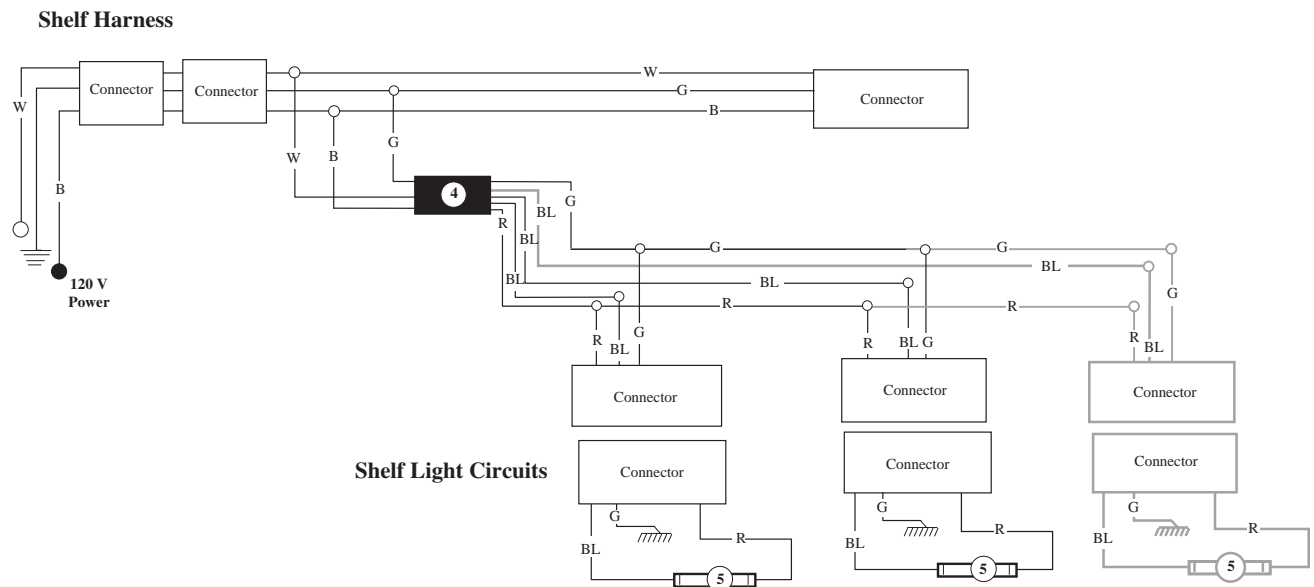 Shelf Harness
W
Connector
Connector
G
Connector
B
W
G
B
W
B
4
G
BL
R
BL
G
G
BL
BL
BL
G
120 V
Power
R
R
R
BL
G
R
BL
G
R
BL
Connector
Connector
Connector
Shelf Light Circuits
Connector
Connector
Connector
G
G
G
BL
R
BL
R
BL
R
5
5
5